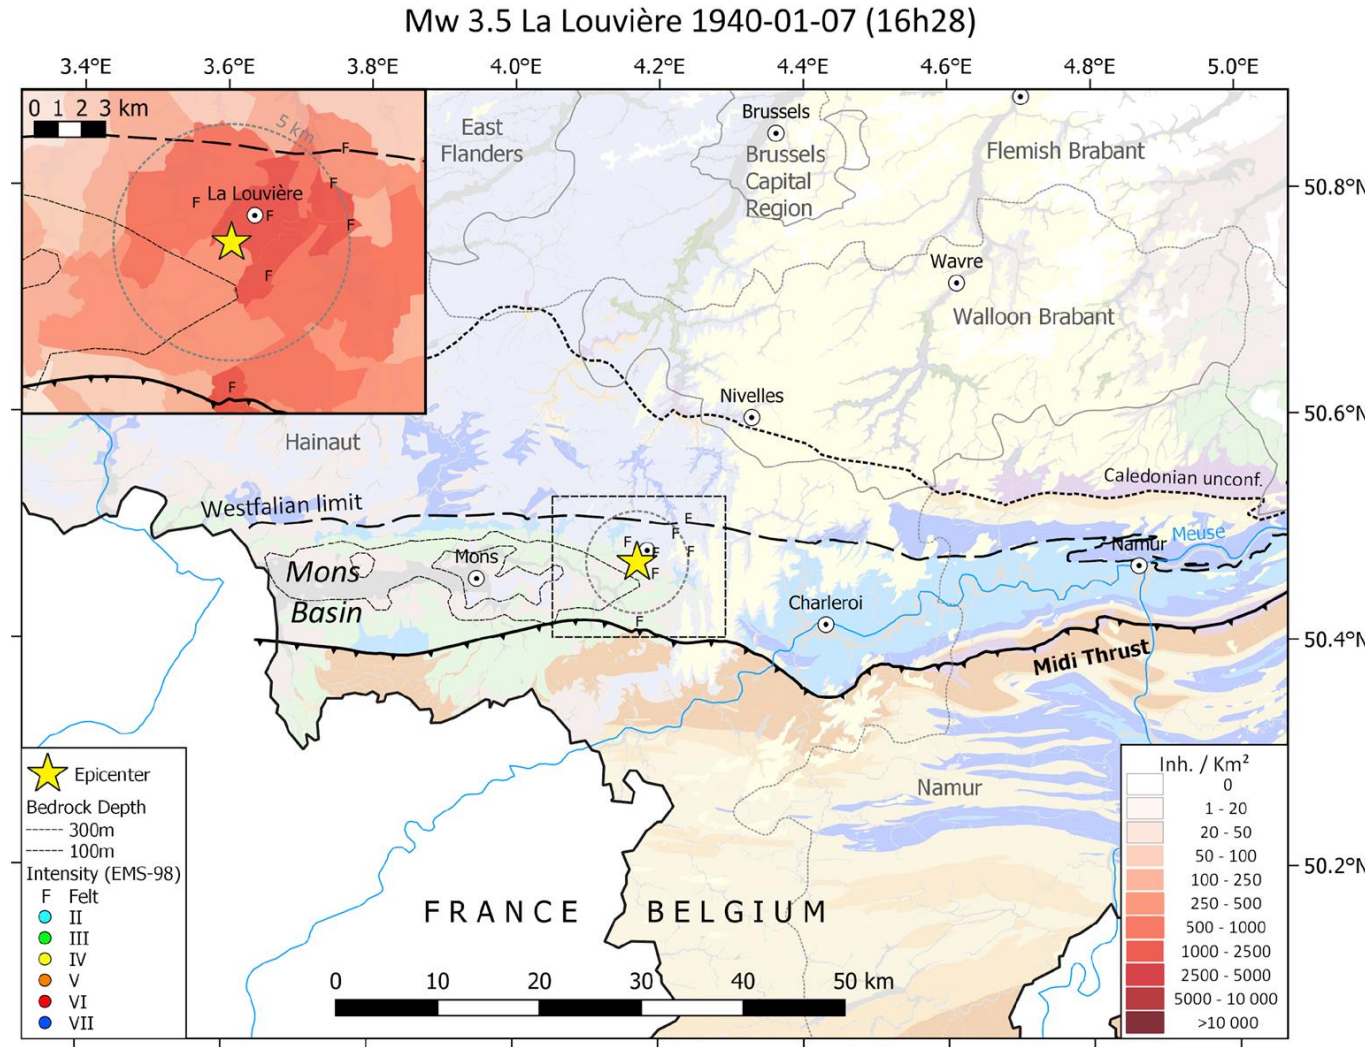 Mw 3.5 La Louvière 1940-01-07 (16h28)
3.4°E 3.6°E 3.8°E 4.0°E 4.2°E 4.4°E 4.6°E 4.8°E 5.0°E
0 1 2 3 km
5 km
F
F
La Louvière
F
F
F
F
F
East
Flanders
Brussels
Brussels
Capital
Region
Flemish Brabant
50.8°N
Wavre
Walloon Brabant
Nivelles
50.6°N
Hainaut
Caledonian unconf.
Westfalian limit
F
F
F
F
F
F
F
Mons
Mons
Basin
Meuse
Namur
Charleroi
50.4°N
Midi Thrust
Namur
50.2°N
FRANCE
BELGIUM
0 10 20 30 40 50 km
Epicenter
Bedrock Depth
300m
100m
Intensity (EMS-98)
F Felt
II
III
IV
V
VI
VII
Inh. / Km²
0
1 - 20
20 - 50
50 - 100
100 - 250
250 - 500
500 - 1000
1000 - 2500
2500 - 5000
5000 - 10 000
>10 000